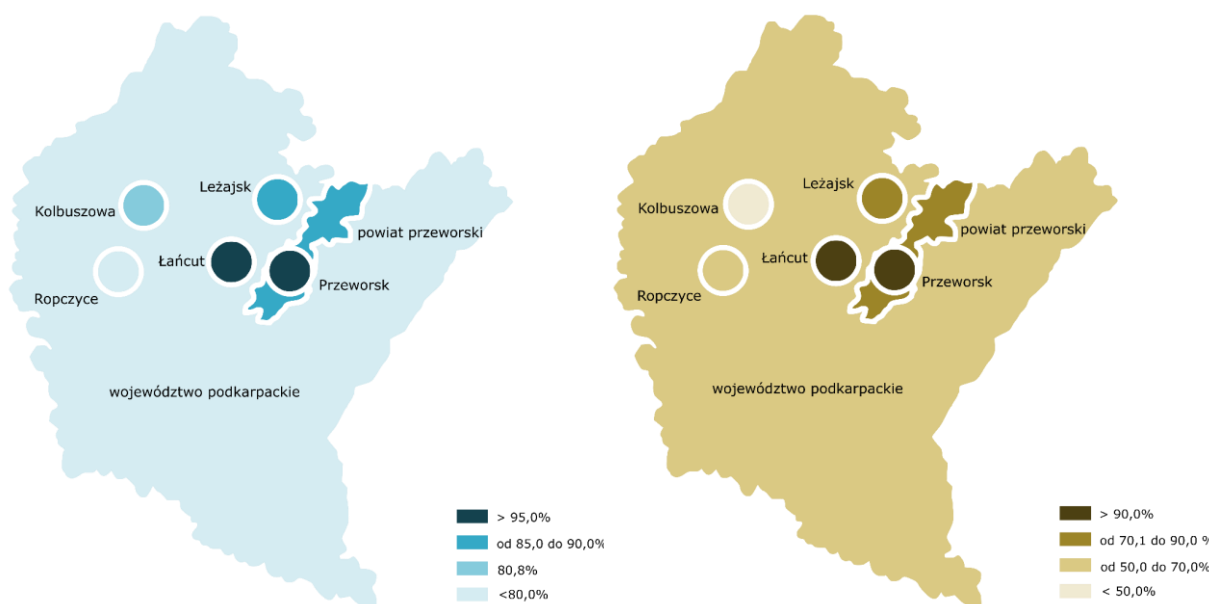 Leżajsk
Kolbuszowa
powiat przeworski
Łańcut
Przeworsk
Ropczyce
województwo podkarpackie
> 95,0%
od 85,0 do 90,0%
80,8%
<80,0%
Leżajsk
Kolbuszowa
powiat przeworski
Łańcut
Przeworsk
Ropczyce
województwo podkarpackie
> 90,0%
od 70,1 do 90,0 %
od 50,0 do 70,0%
< 50,0%